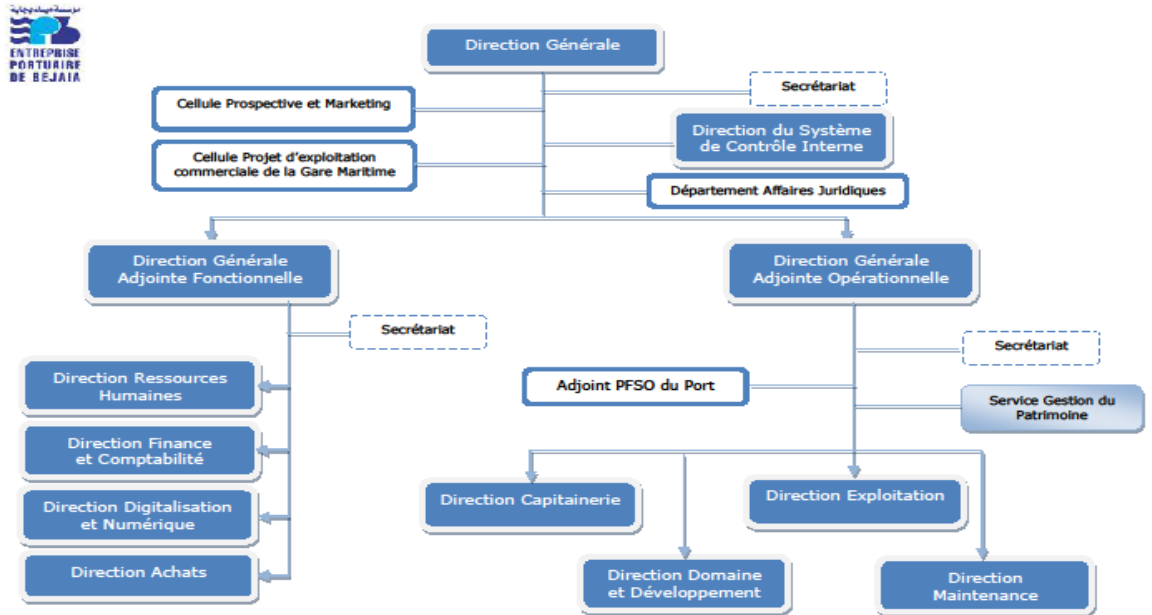 ENTREPRISE
PORTUAIRE
DE BEJAIA
Direction Générale
Secrétariat
Cellule Prospective et Marketing
Direction du Système
de Contrôle Interne
Cellule Projet d'exploitation
commerciale de la Gare Maritime
Département Affaires Juridiques
Direction Générale
Adjointe Fonctionnelle
Direction Générale
Adjointe Opérationnelle
Secrétariat
Secrétariat
Direction Ressources
Humaines
Adjoint PFSO du Port
Service Gestion du
Patrimoine
Direction Finance
et Comptabilité
Direction Capitainerie
Direction Exploitation
Direction Digitalisation
et Numérique
Direction Achats
Direction Domaine
et Développement
Direction
Maintenance